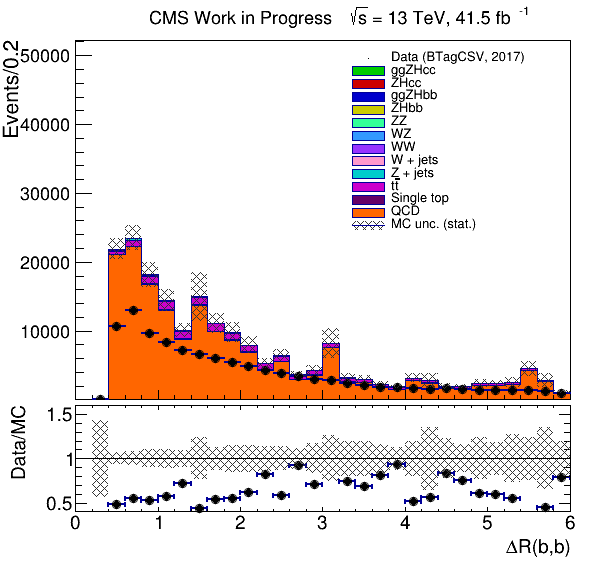 CMS Work in Progress √s = 13 TeV, 41.5 fb⁻¹
Events/0.2
50000
40000
30000
20000
10000
Data (BTagCSV, 2017)
ggZHcc
ZHcc
ggZHbb
ZHbb
ZZ
WZ
WW
W + jets
Z + jets
tt̅
Single top
QCD
MC unc. (stat.)
Data/MC
1.5
1
0.5
0 1 2 3 4 5 6
ΔR(b,b)